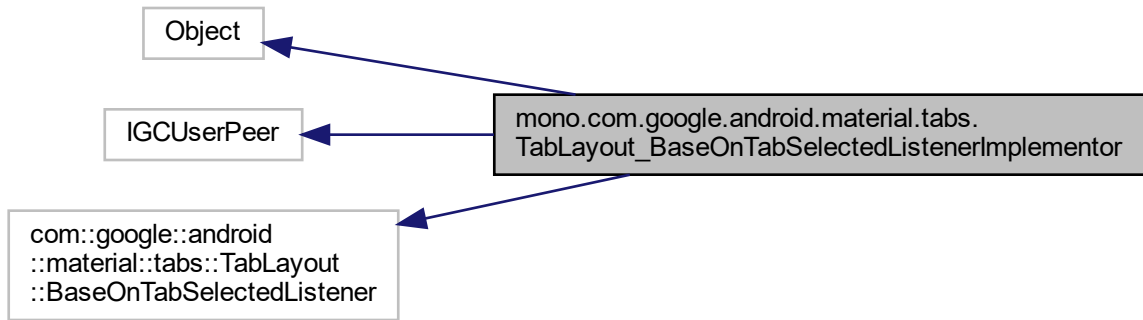 Object
IGCUserPeer
com::google::android
::material::tabs::TabLayout
::BaseOnTabSelectedListener
mono.com.google.android.material.tabs.
TabLayout_BaseOnTabSelectedListenerImplementor